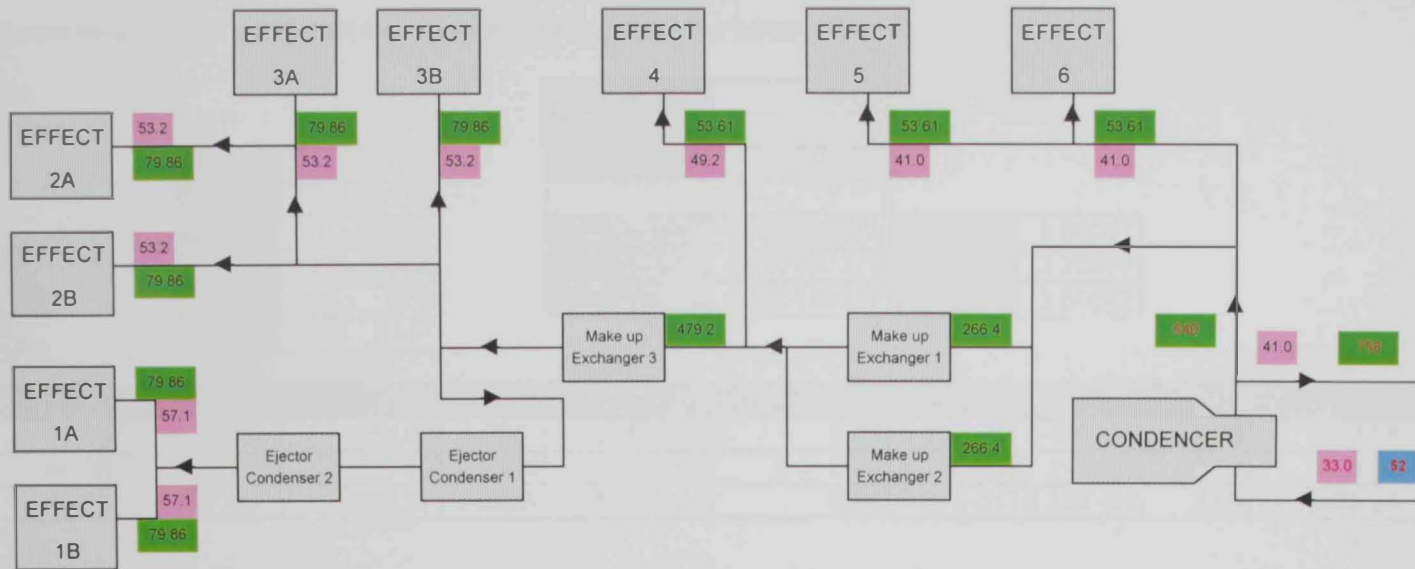 EFFECT
3A
EFFECT
3B
EFFECT
4
EFFECT
5
EFFECT
6
EFFECT
2A
53.2
79.86
79.86
53.2
79.86
53.2
53.61
49.2
53.61
41.0
53.61
41.0
EFFECT
2B
53.2
79.86
Make up
Exchanger 3
479.2
Make up
Exchanger 1
266.4
640
41.0
EFFECT
1A
79.86
57.1
Ejector
Condenser 2
Ejector
Condenser 1
Make up
Exchanger 2
266.4
CONDENCER
33.0
52
EFFECT
1B
57.1
79.86